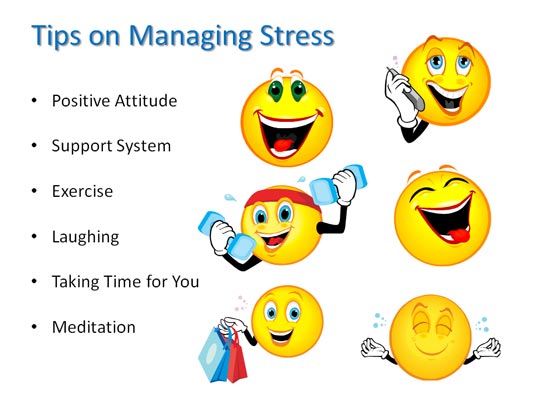 Tips on Managing Stress
• Positive Attitude
• Support System
• Exercise
• Laughing
• Taking Time for You
• Meditation